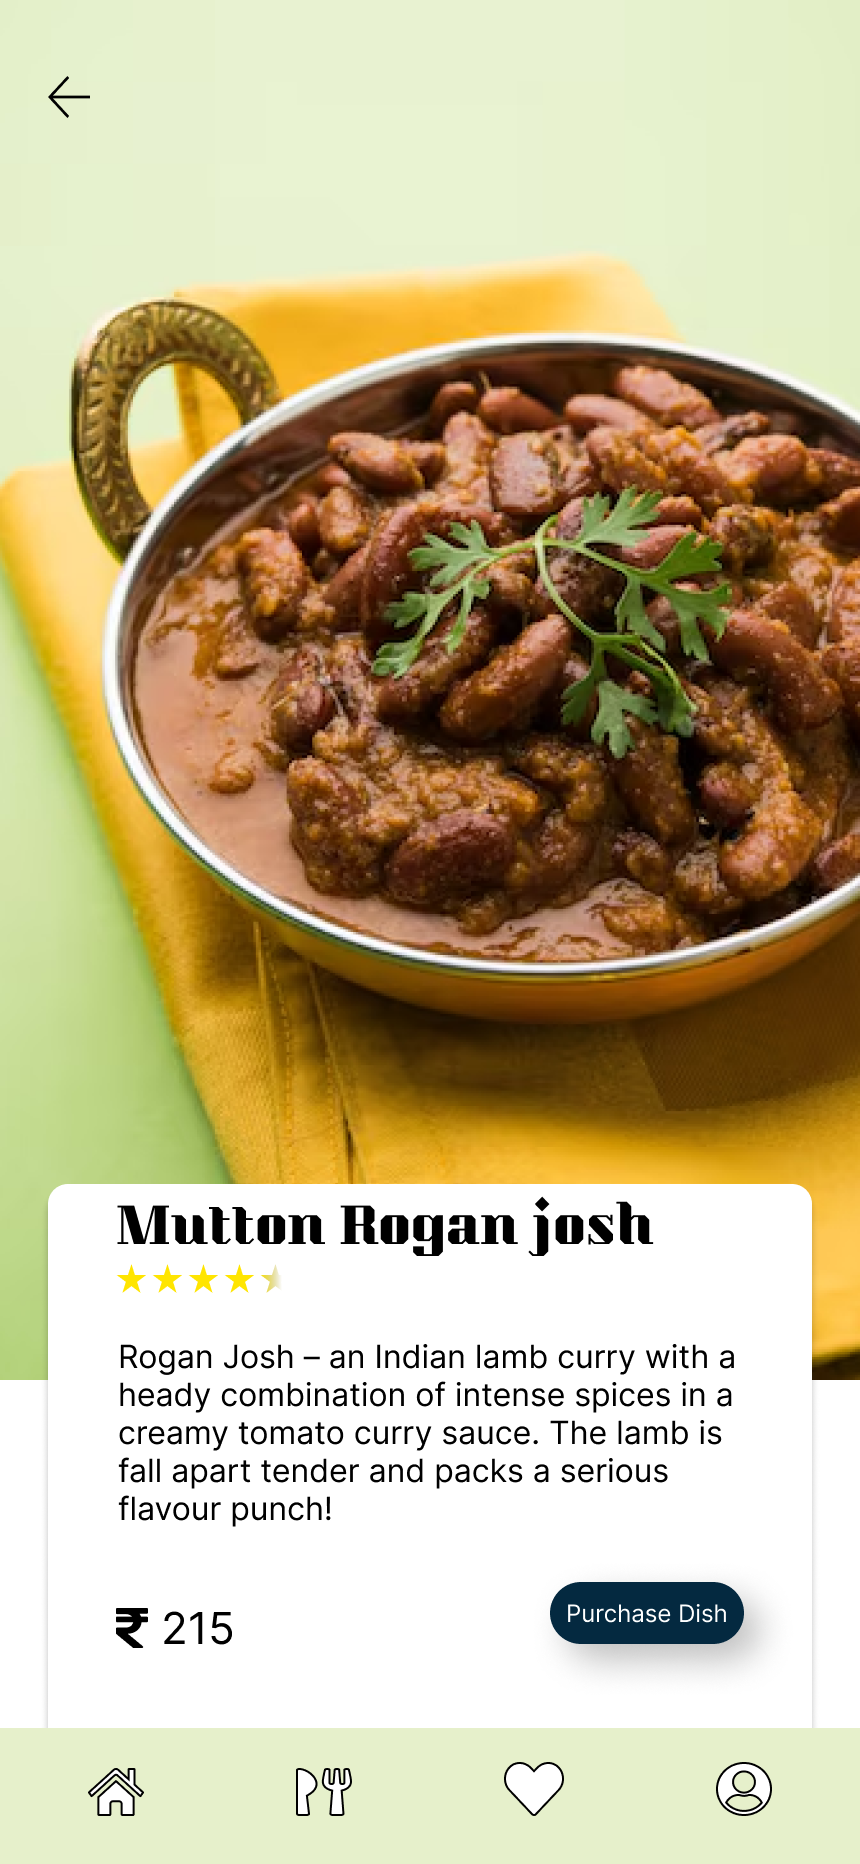 Mutton Rogan josh
Rogan Josh – an Indian lamb curry with a
heady combination of intense spices in a
creamy tomato curry sauce. The lamb is
fall apart tender and packs a serious
flavour punch!
₹ 215
Purchase Dish